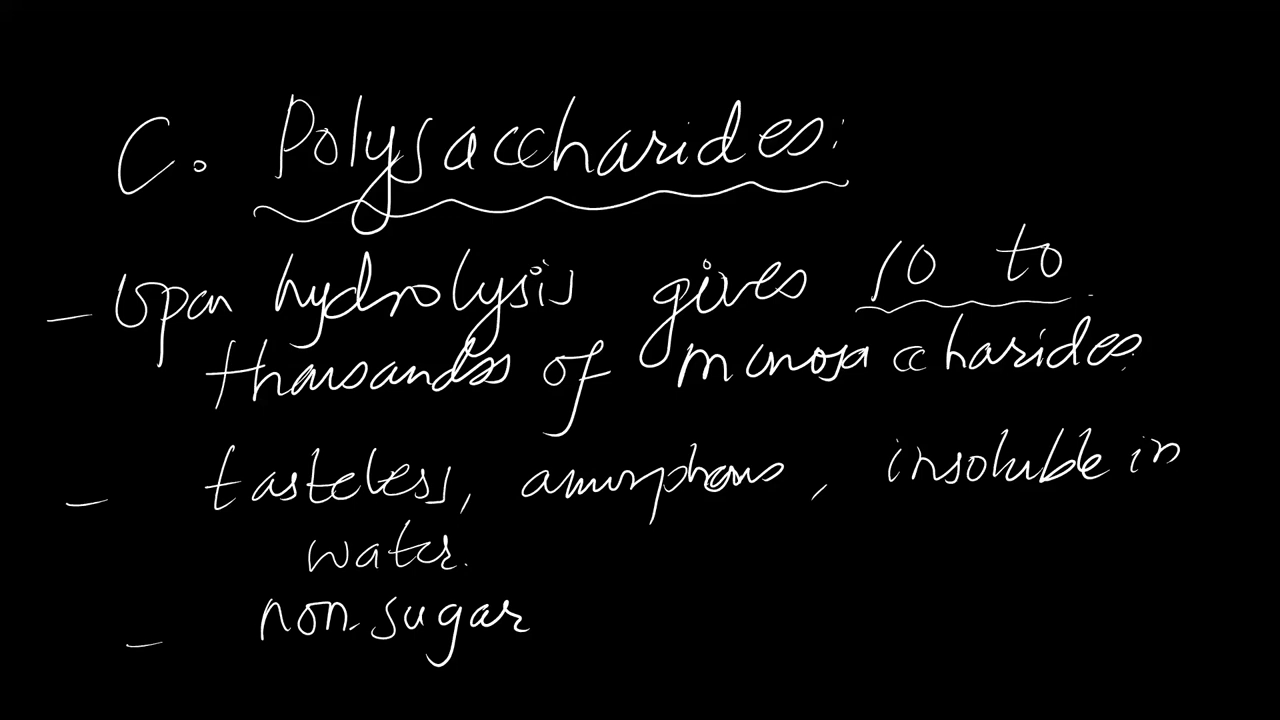 C. Polysaccharides:
- Upon hydrolysis gives 10 to
thousands of monosaccharides.
- tasteless, amorphous, insoluble in
water.
- non-sugar